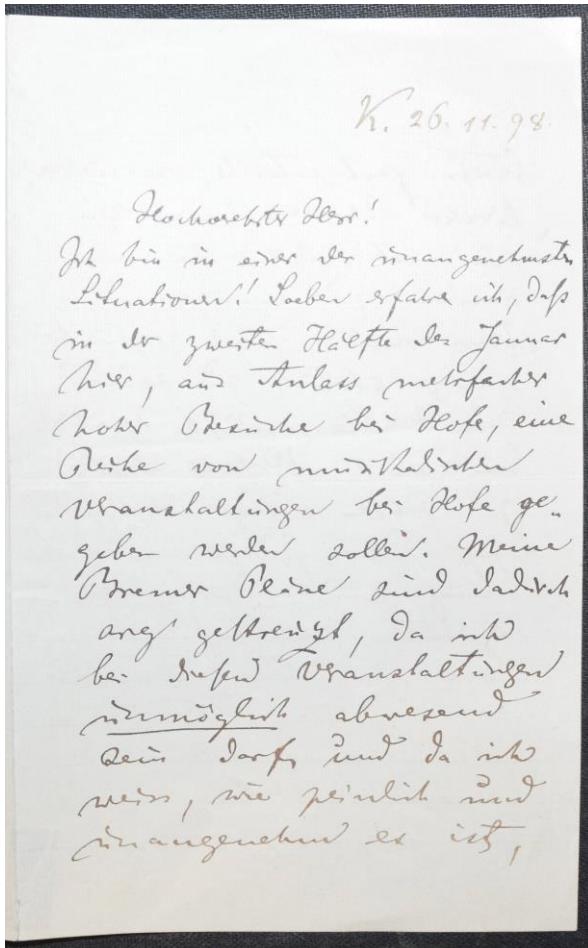 K. 26. 11. 98.
Hochverehrter Herr!
Ich bin in einer der unangenehmsten
Situationen! Soeben erfahre ich, daß
in der zweiten Hälfte des Januar
hier, aus Anlass mehrfacher
hoher Besuche bei Hofe, eine
Reihe von musikalischen
Veranstaltungen bei Hofe ge„
geben werden sollen. Meine
Bremer Pläne sind dadurch
arg gekreuzt, da ich
bei diesen Veranstaltungen
unmöglich abwesend
sein darf, und da ich
weiss, wie peinlich und
unangenehm es ist,